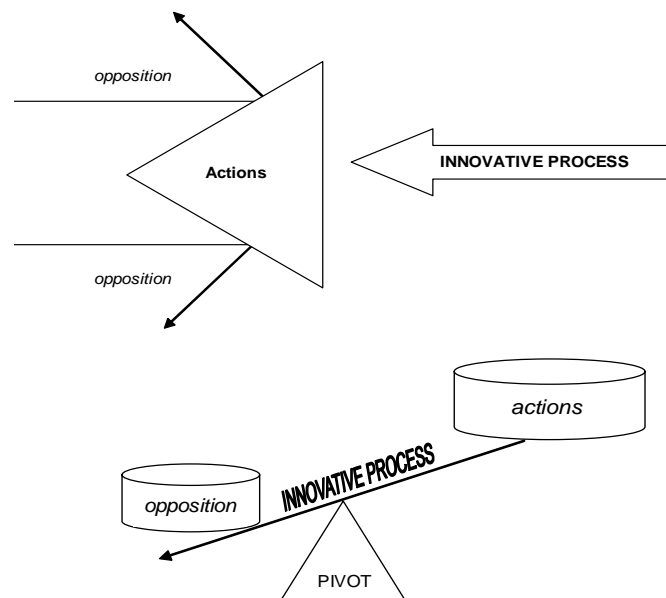 opposition
Actions
INNOVATIVE PROCESS
opposition
actions
INNOVATIVE PROCESS
opposition
PIVOT